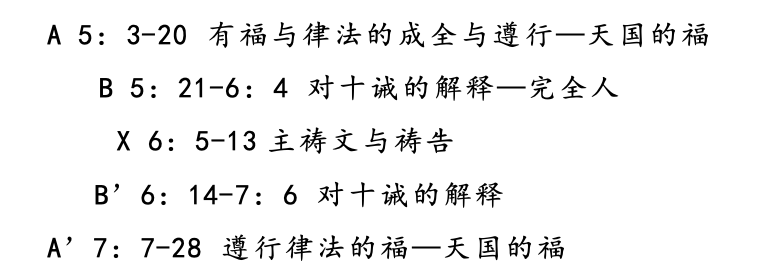 A 5：3-20 有福与律法的成全与遵行—天国的福
B 5：21-6：4 对十诫的解释—完全人
X 6：5-13 主祷文与祷告
B’ 6：14-7：6 对十诫的解释
A’ 7：7-28 遵行律法的福—天国的福